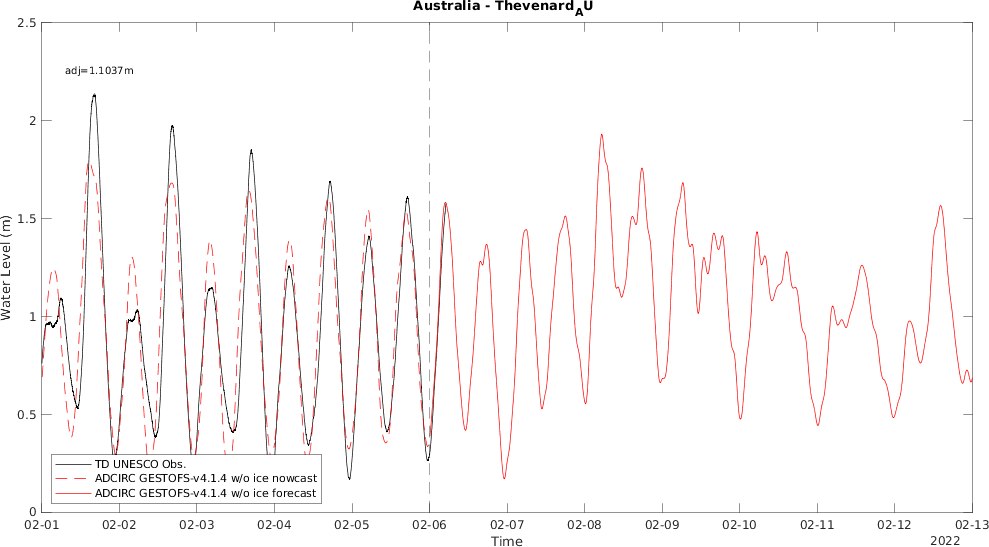 Australia - Thevenard_AU
2.5
adj=1.1037m
2
1.5
Water Level (m)
1
0.5
TD UNESCO Obs.
ADCIRC GESTOFS-v4.1.4 w/o ice nowcast
ADCIRC GESTOFS-v4.1.4 w/o ice forecast
0
02-01 02-02 02-03 02-04 02-05 02-06 02-07 02-08 02-09 02-10 02-11 02-12 02-13
Time
2022